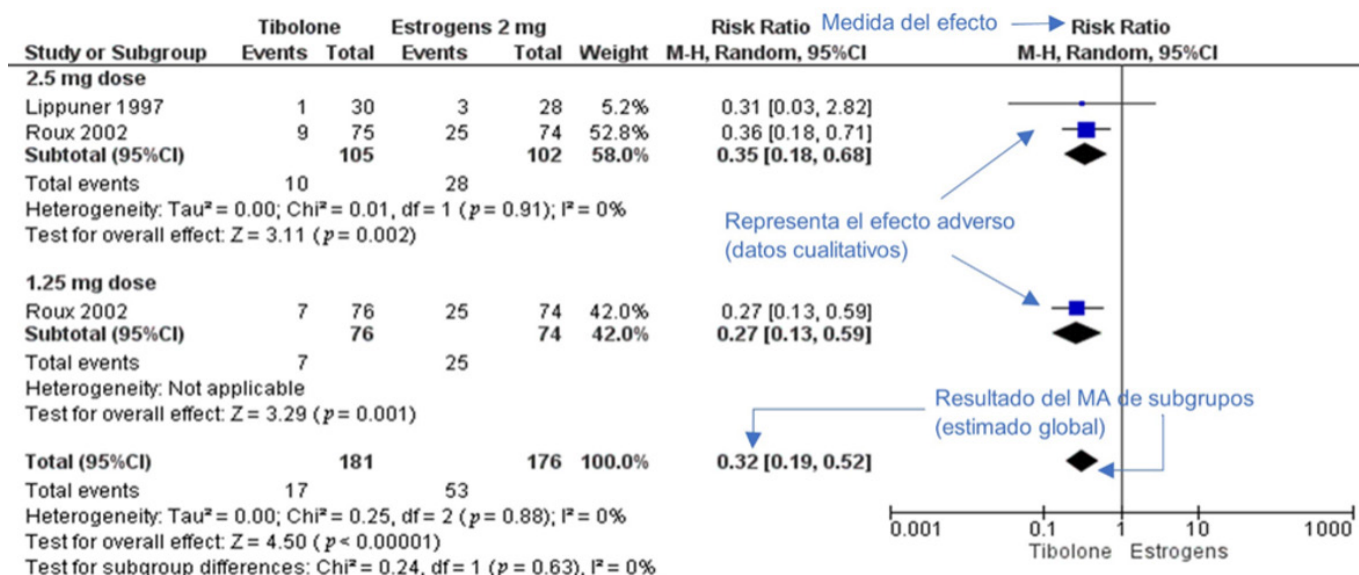 Tibolone Estrogens 2 mg Risk Ratio Medida del efecto Risk Ratio
Study or Subgroup Events Total Events Total Weight M-H, Random, 95%CI M-H, Random, 95%CI
2.5 mg dose
Lippuner 1997 1 30 3 28 5.2% 0.31 [0.03, 2.82]
Roux 2002 9 75 25 74 52.8% 0.36 [0.18, 0.71]
Subtotal (95%CI) 105 102 58.0% 0.35 [0.18, 0.68]
Total events 10 28
Heterogeneity: Tau² = 0.00; Chi² = 0.01, df = 1 (p = 0.91); I² = 0%
Test for overall effect: Z = 3.11 (p = 0.002)
Representa el efecto adverso
(datos cualitativos)
1.25 mg dose
Roux 2002 7 76 25 74 42.0% 0.27 [0.13, 0.59]
Subtotal (95%CI) 76 74 42.0% 0.27 [0.13, 0.59]
Total events 7 25
Heterogeneity: Not applicable
Test for overall effect: Z = 3.29 (p = 0.001)
Resultado del MA de subgrupos
(estimado global)
Total (95%CI) 181 176 100.0% 0.32 [0.19, 0.52]
Total events 17 53
Heterogeneity: Tau² = 0.00; Chi² = 0.25, df = 2 (p = 0.88); I² = 0%
Test for overall effect: Z = 4.50 (p < 0.00001)
Test for subgroup differences: Chi² = 0.24, df = 1 (p = 0.63), I² = 0%
0.001 0.1 1 10 1000
Tibolone Estrogens